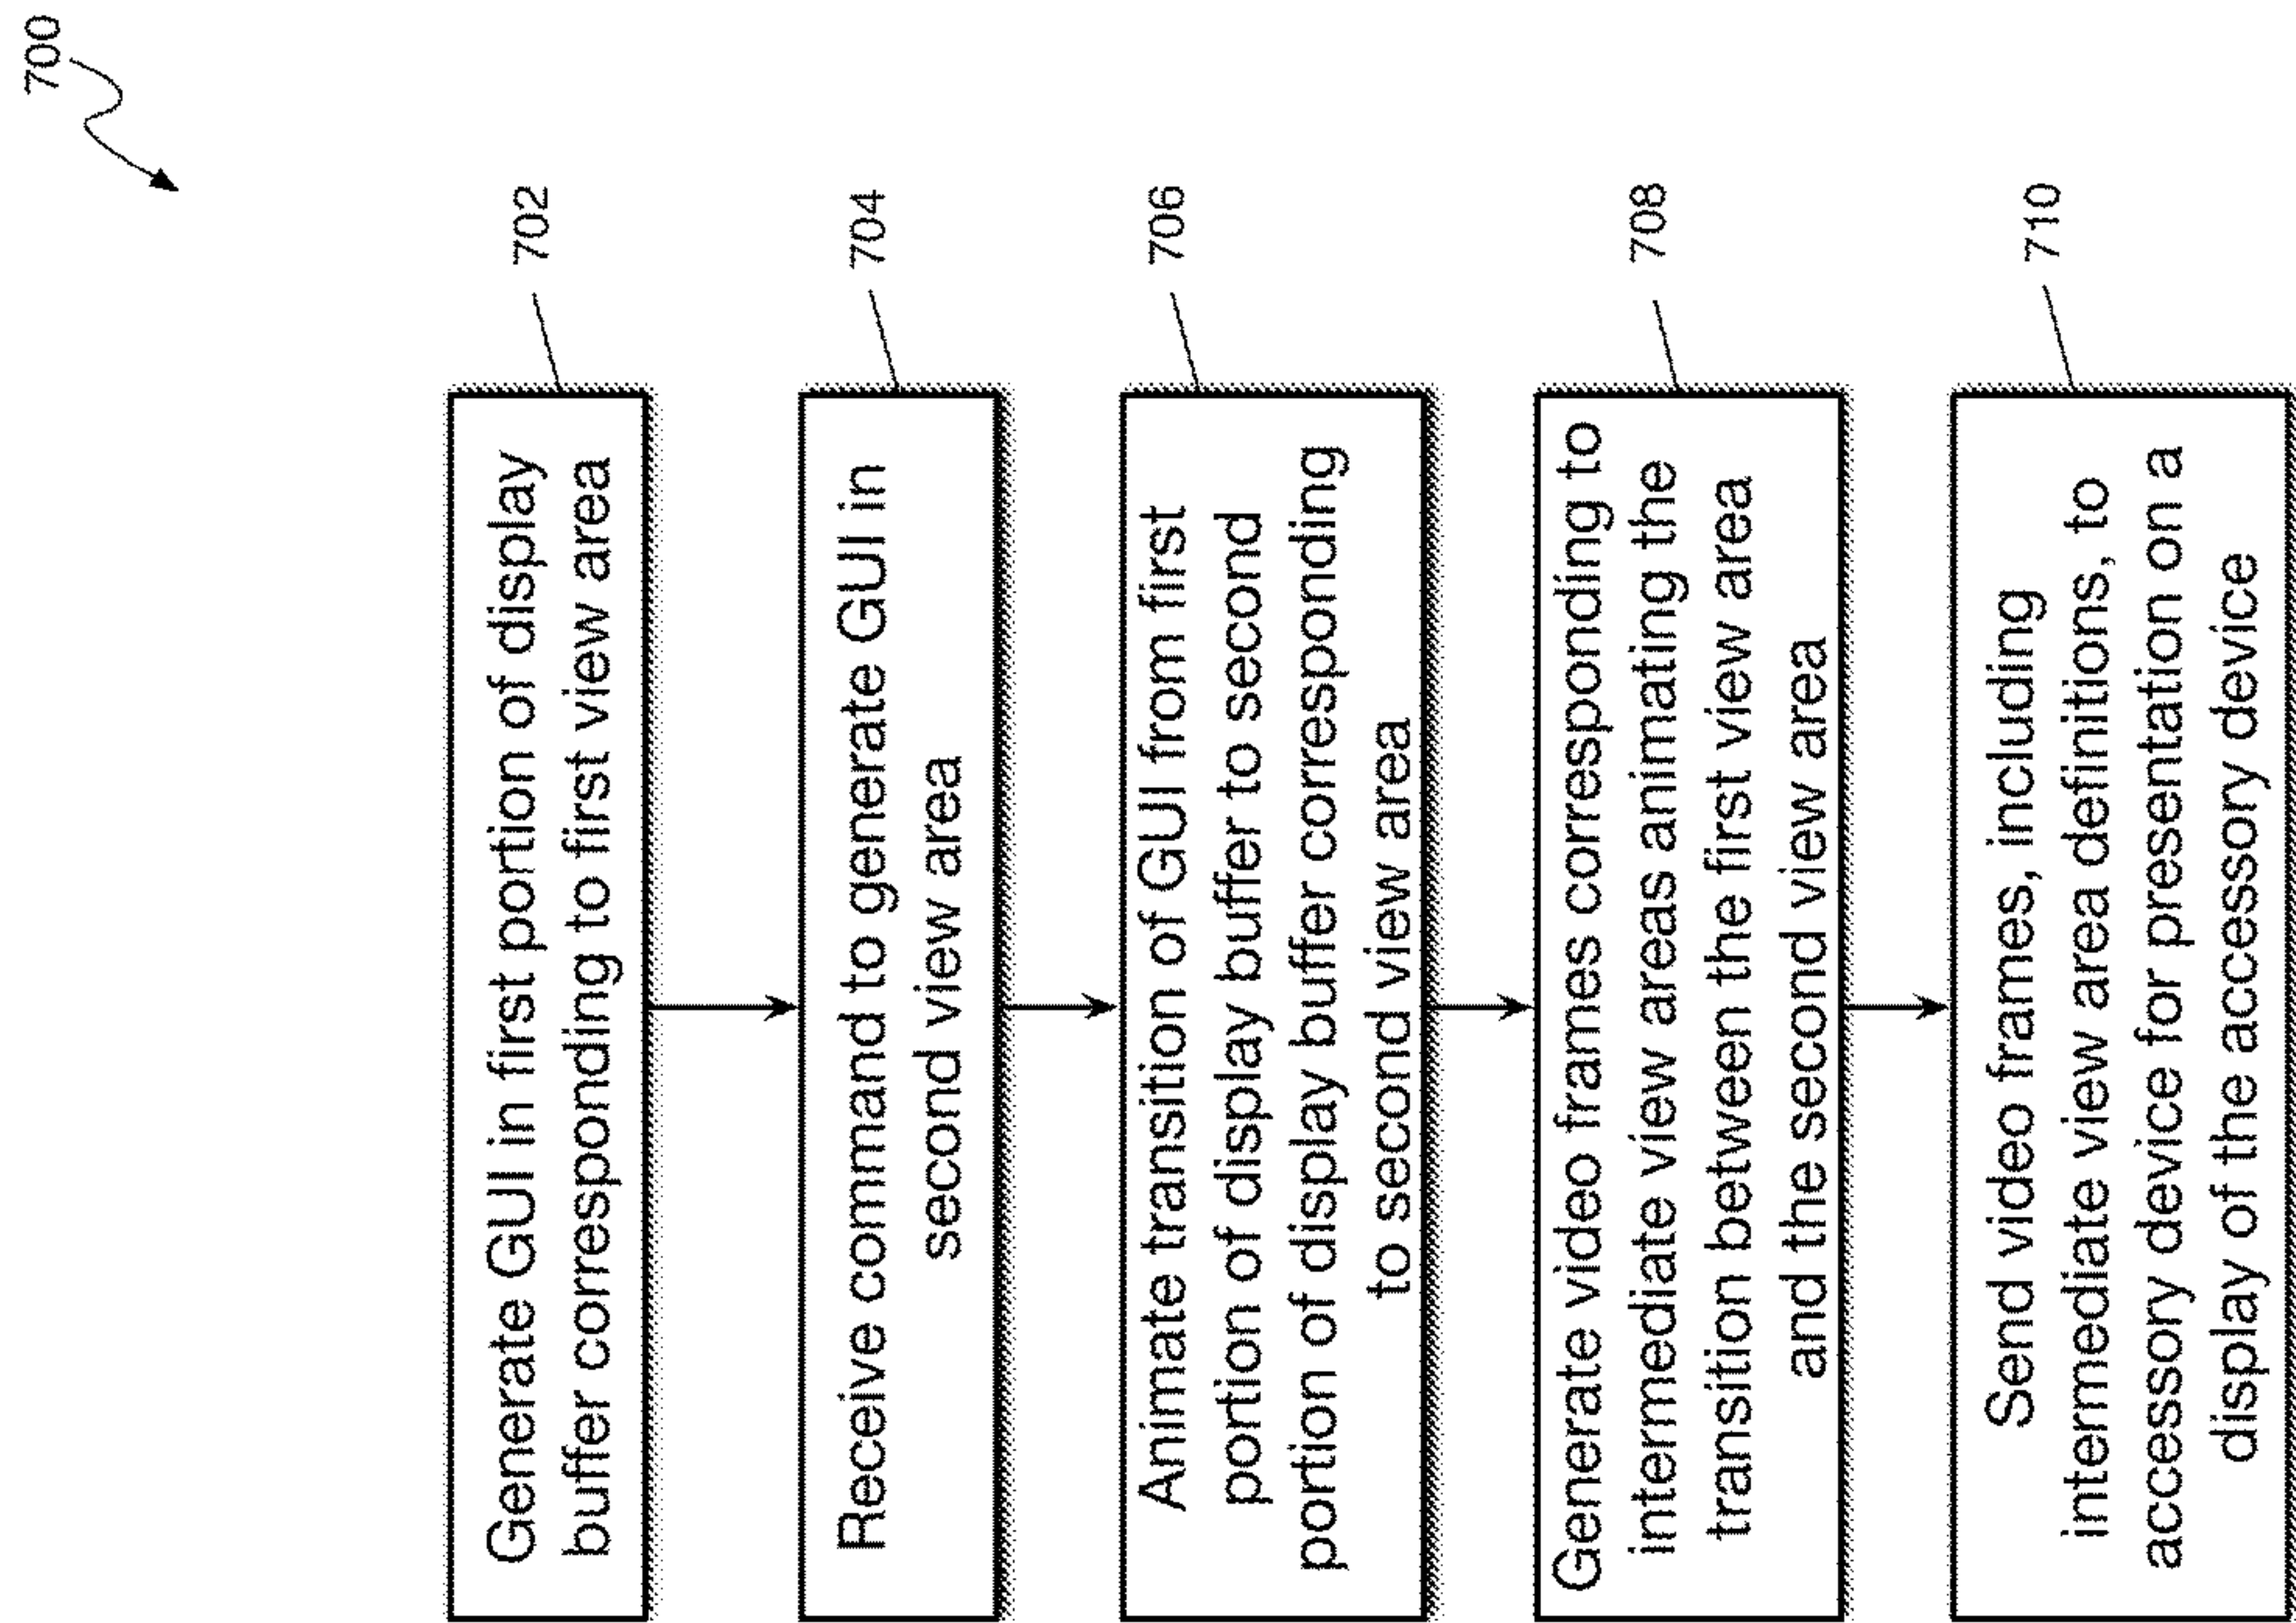 700
702
Generate GUI in first portion of display
buffer corresponding to first view area
704
Receive command to generate GUI in
second view area
706
Animate transition of GUI from first
portion of display buffer to second
portion of display buffer corresponding
to second view area
708
Generate video frames corresponding to
intermediate view areas animating the
transition between the first view area
and the second view area
710
Send video frames, including
intermediate view area definitions, to
accessory device for presentation on a
display of the accessory device